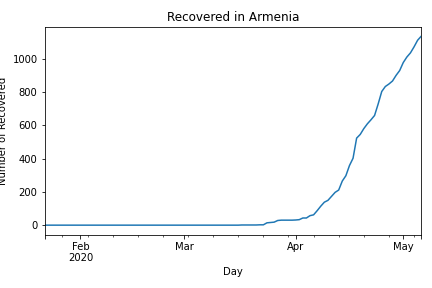 Recovered in Armenia
Number of Recovered
1000
800
600
400
200
0
Feb
2020
Mar
Apr
May
Day